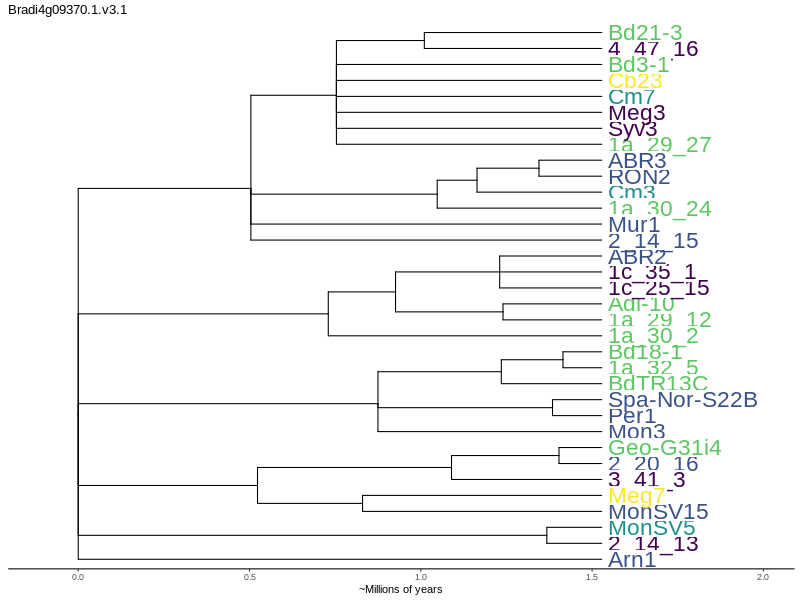 Bradi4g09370.1.v3.1
Bd21-3
4_47_16
Bd3-1
Cb23
Cm7
Meg3
Syv3
1a_29_27
ABR3
RON2
Cm3
1a_30_24
Mur1
2_14_15
ABR2
1c_35_1
1c_25_15
Adi-10
1a_29_12
1a_30_2
Bd18-1
1a_32_5
BdTR13C
Spa-Nor-S22B
Per1
Mon3
Geo-G31i4
2_20_16
3_41_3
Meg7
MonSV15
MonSV5
2_14_13
Arn1
0.0 0.5 1.0 1.5 2.0
~Millions of years